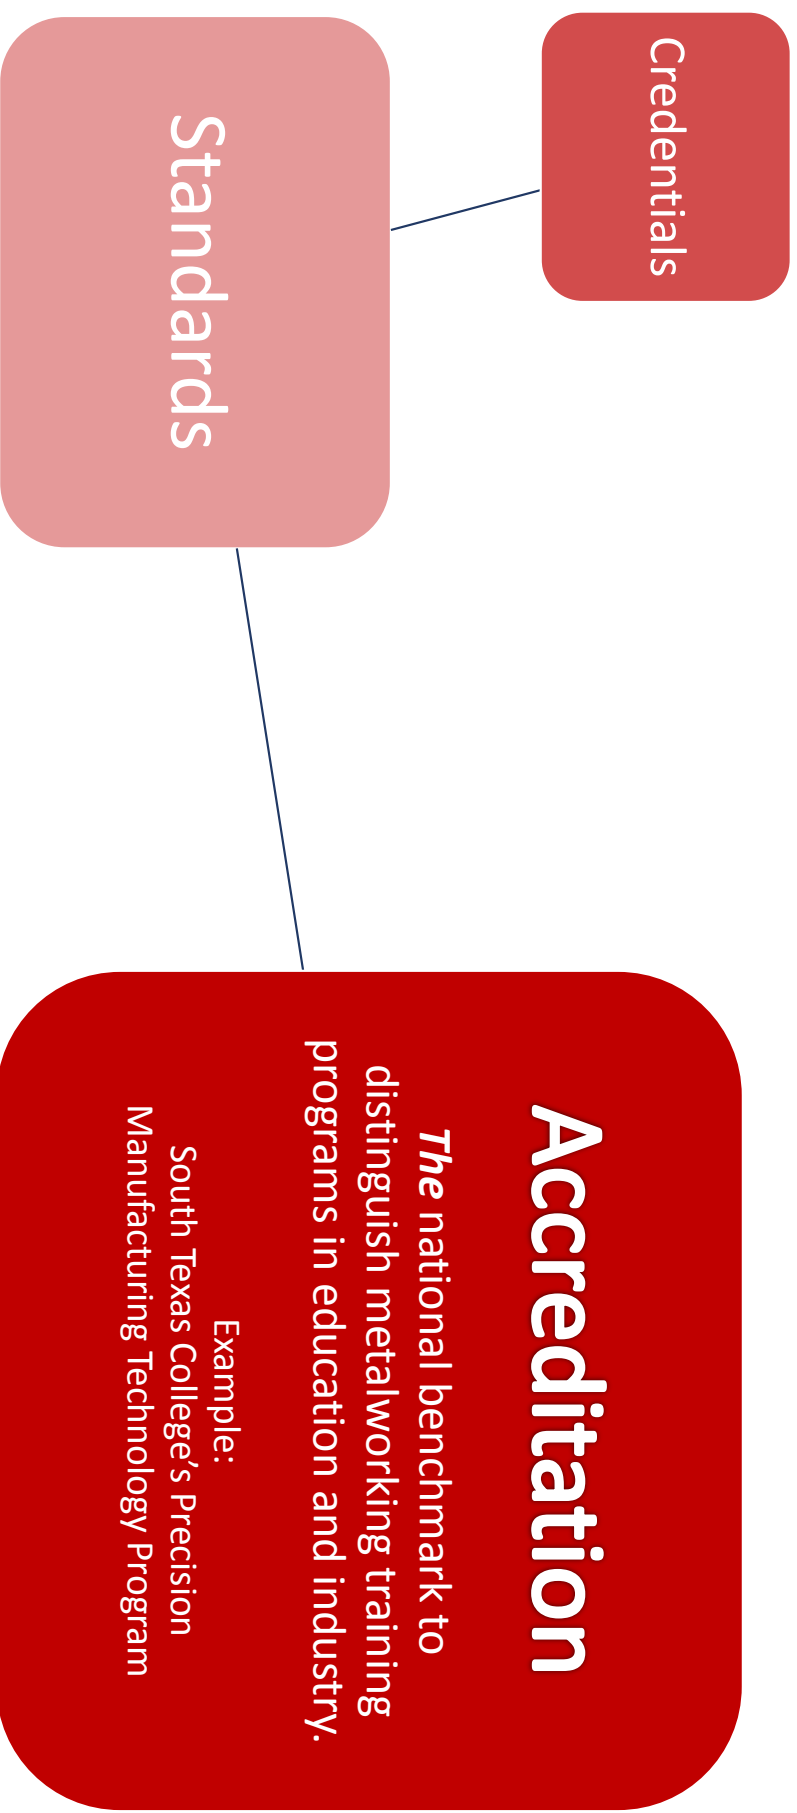 Credentials
Standards
Accreditation
The national benchmark to
distinguish metalworking training
programs in education and industry.
Example:
South Texas College’s Precision
Manufacturing Technology Program